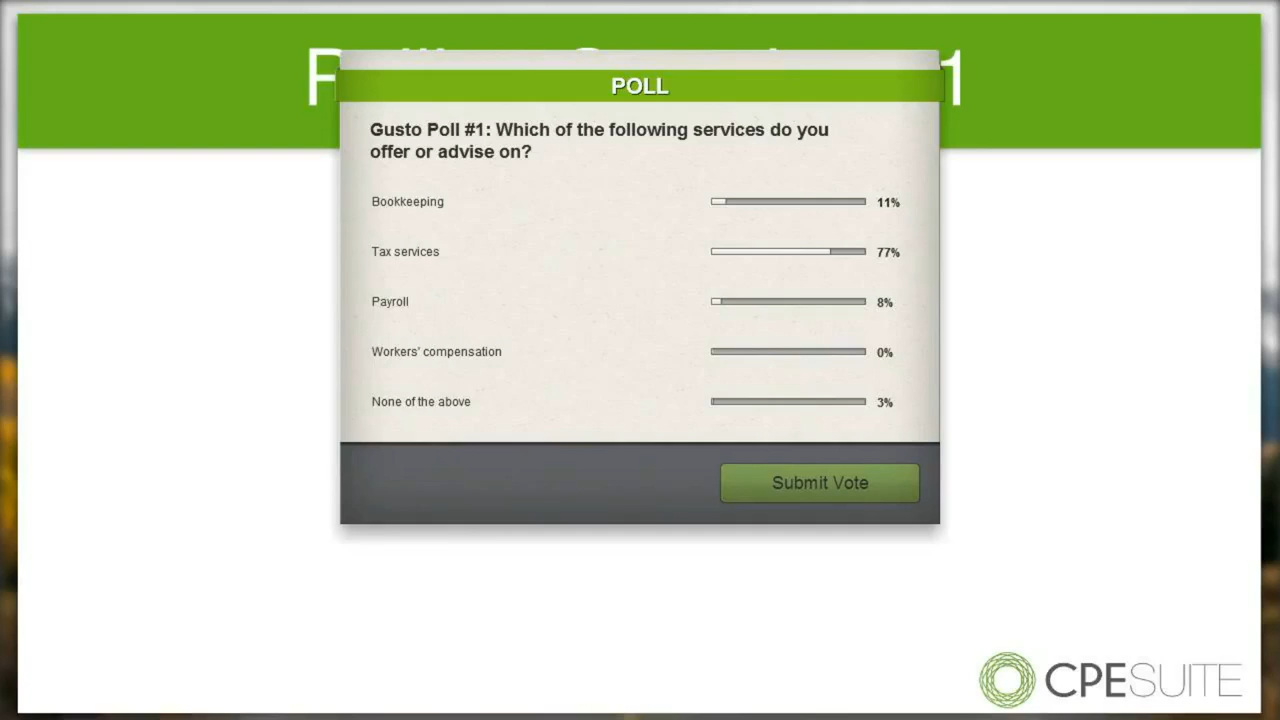 POLL
Gusto Poll #1: Which of the following services do you
offer or advise on?
Bookkeeping 11%
Tax services 77%
Payroll 8%
Workers' compensation 0%
None of the above 3%
Submit Vote
CPESUITE